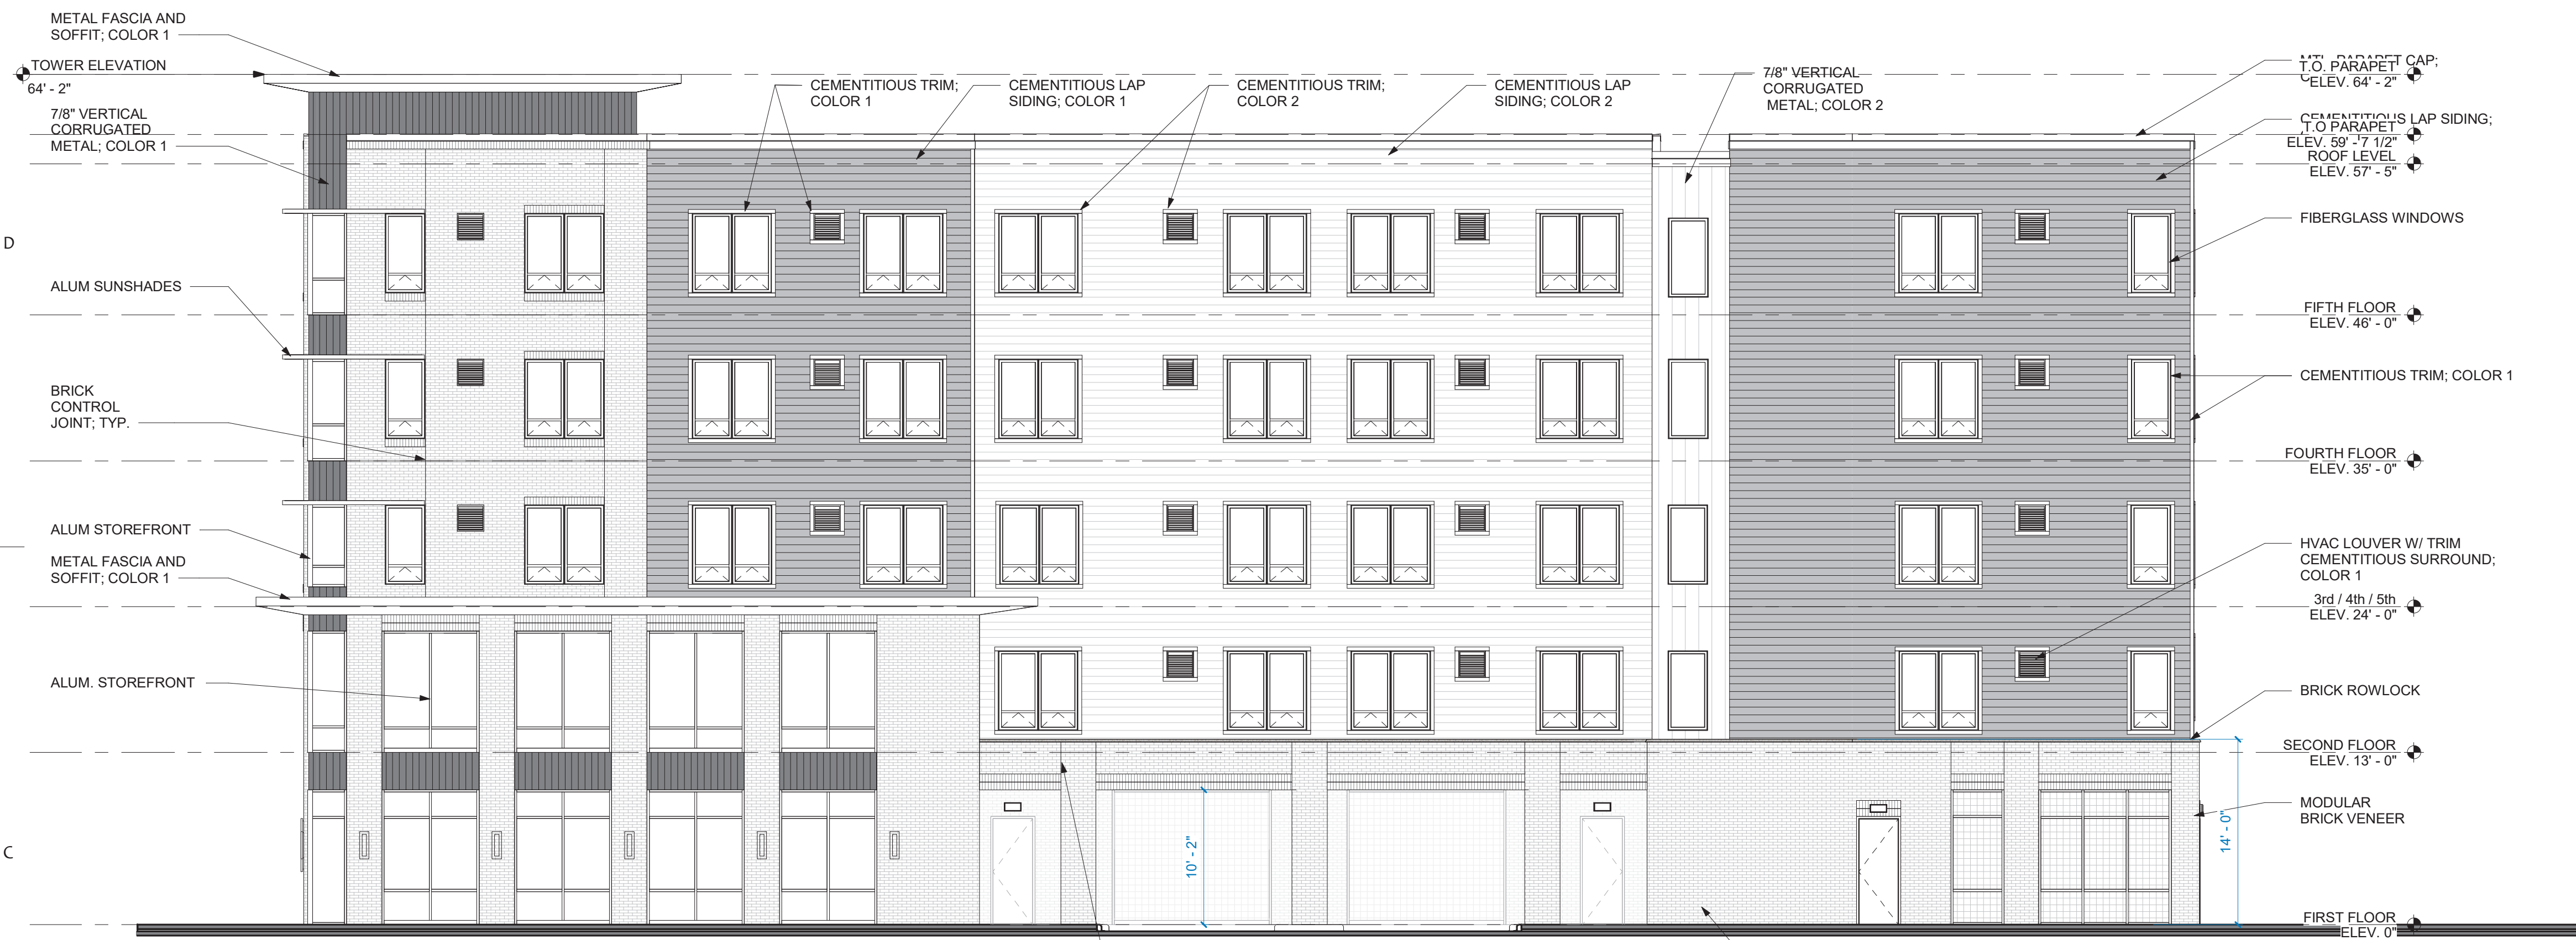 METAL FASCIA AND
SOFFIT; COLOR 1
TOWER ELEVATION
64' - 2"
7/8" VERTICAL
CORRUGATED
METAL; COLOR 1
D
ALUM SUNSHADES
BRICK
CONTROL
JOINT; TYP.
ALUM STOREFRONT
METAL FASCIA AND
SOFFIT; COLOR 1
ALUM. STOREFRONT
C
CEMENTITIOUS TRIM;
COLOR 1
CEMENTITIOUS LAP
SIDING; COLOR 1
CEMENTITIOUS TRIM;
COLOR 2
CEMENTITIOUS LAP
SIDING; COLOR 2
7/8" VERTICAL
CORRUGATED
METAL; COLOR 2
10' - 2"
14' - 0"
MTL PARAPET CAP;
T.O. PARAPET
ELEV. 64' - 2"
CEMENTITIOUS LAP SIDING;
T.O PARAPET
ELEV. 59' - 7 1/2"
ROOF LEVEL
ELEV. 57' - 5"
FIBERGLASS WINDOWS
FIFTH FLOOR
ELEV. 46' - 0"
CEMENTITIOUS TRIM; COLOR 1
FOURTH FLOOR
ELEV. 35' - 0"
HVAC LOUVER W/ TRIM
CEMENTITIOUS SURROUND;
COLOR 1
3rd / 4th / 5th
ELEV. 24' - 0"
BRICK ROWLOCK
SECOND FLOOR
ELEV. 13' - 0"
MODULAR
BRICK VENEER
FIRST FLOOR
ELEV. 0"